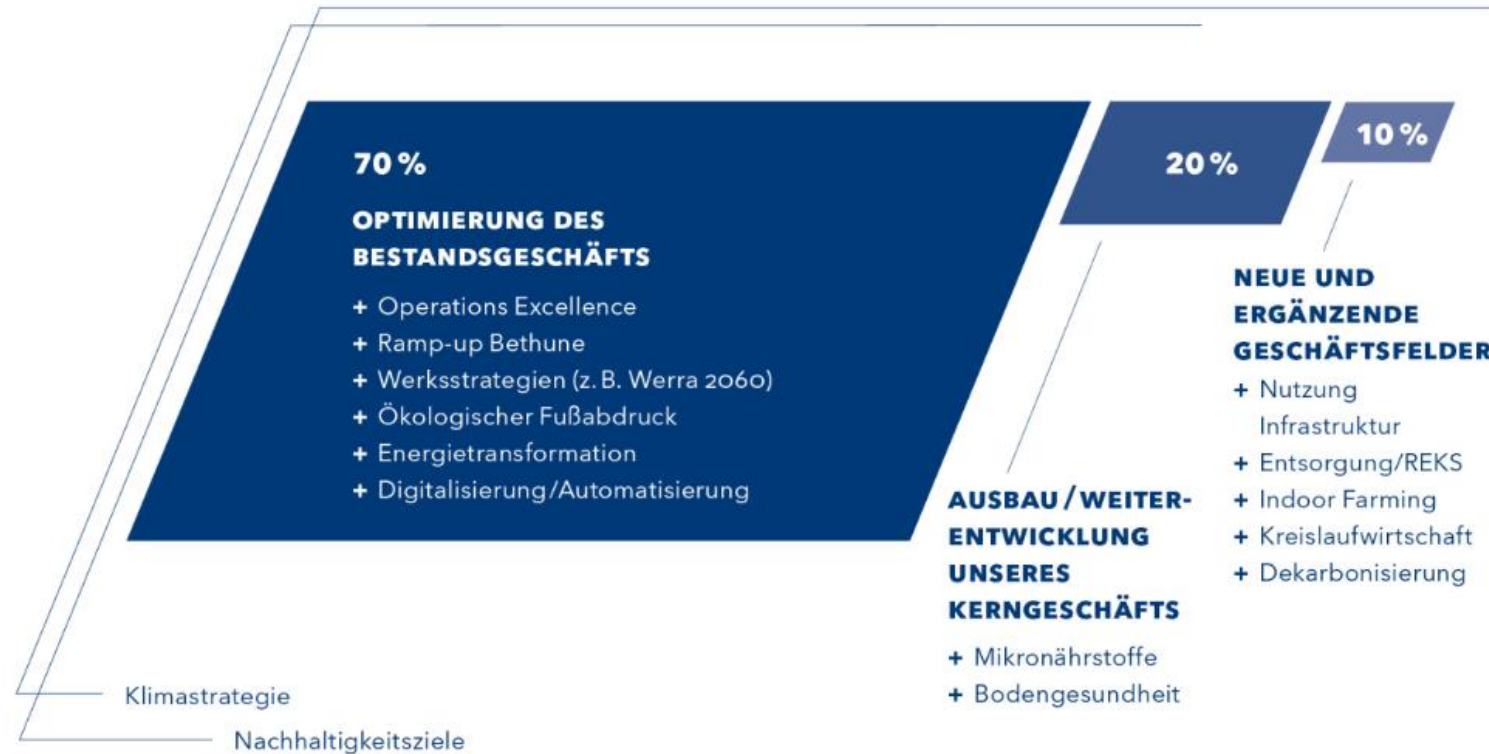 70 %
OPTIMIERUNG DES
BESTANDSGESCHÄFTS
+ Operations Excellence
+ Ramp-up Bethune
+ Werksstrategien (z. B. Werra 2060)
+ Ökologischer Fußabdruck
+ Energietransformation
+ Digitalisierung/Automatisierung
20 %
AUSBAU / WEITER-
ENTWICKLUNG
UNSERES
KERNGESCHÄFTS
+ Mikronährstoffe
+ Bodengesundheit
10 %
NEUE UND
ERGÄNZENDE
GESCHÄFTSFELDER
+ Nutzung
Infrastruktur
+ Entsorgung/REKS
+ Indoor Farming
+ Kreislaufwirtschaft
+ Dekarbonisierung
Klimastrategie
Nachhaltigkeitsziele